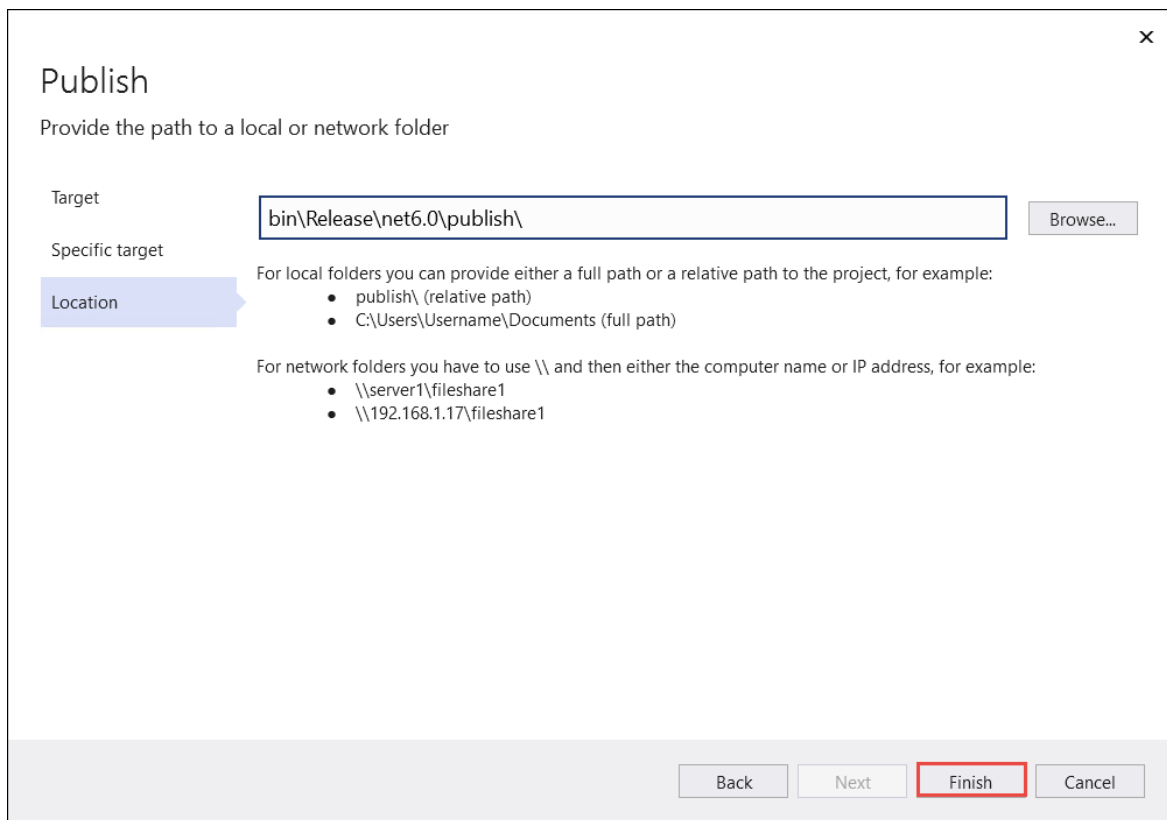 Publish
Provide the path to a local or network folder
Target
Specific target
Location
bin\Release\net6.0\publish\
Browse...
For local folders you can provide either a full path or a relative path to the project, for example:
● publish\ (relative path)
● C:\Users\Username\Documents (full path)
For network folders you have to use \\ and then either the computer name or IP address, for example:
● \\server1\fileshare1
● \\192.168.1.17\fileshare1
Back
Next
Finish
Cancel